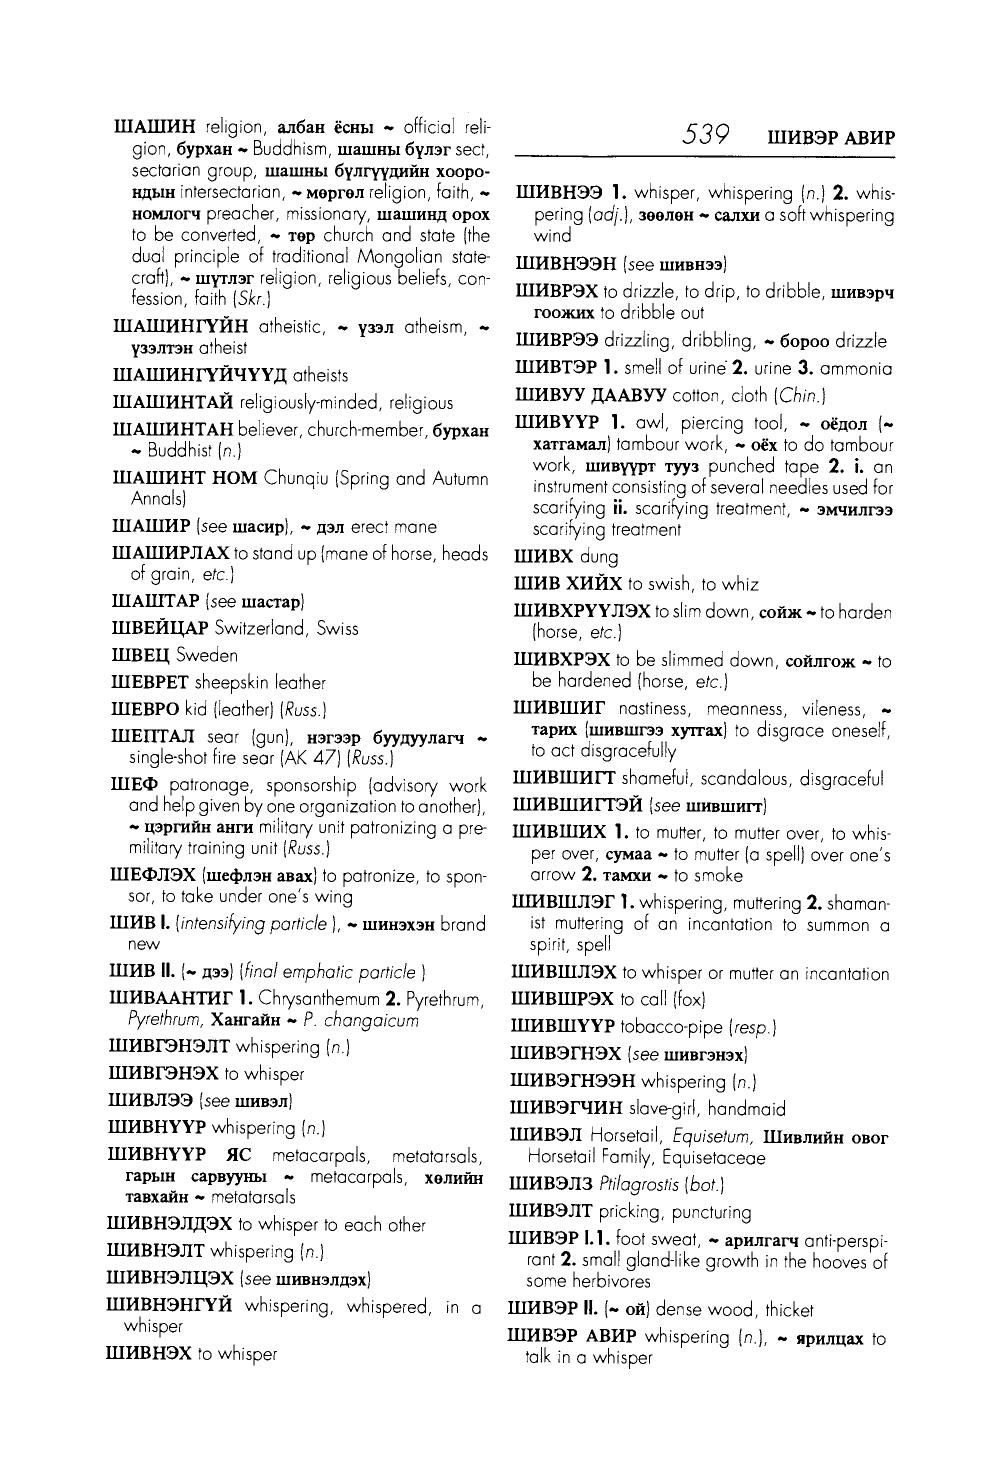 ШАШИН religion, албан ёсны ~ official reli-
gion, бурхан ~ Buddhism, шашны бүлэг sect,
sectarian group, шашны бүлгүүдийн хооро-
ндын intersectarian, ~ мөргөл religion, faith, ~
номлогч preacher, missionary, шашинд орох
to be converted, ~ төр church and state (the
dual principle of traditional Mongolian state-
craft), ~ шүтлэг religion, religious beliefs, con-
fession, faith (Skr.)
ШАШИНГҮЙН atheistic, ~ үзэл atheism, ~
үзэлтэн atheist
ШАШИНГҮЙЧҮҮД atheists
ШАШИНТАЙ religiously-minded, religious
ШАШИНТАН believer, church-member, бурхан
~ Buddhist (n.)
ШАШИНТ НОМ Chunqiu (Spring and Autumn
Annals)
ШАШИР (see шасир), ~ дэл erect mane
ШАШИРЛАХ to stand up (mane of horse, heads
of grain, etc.)
ШАШТАР (see шастар)
ШВЕЙЦАР Switzerland, Swiss
ШВЕЦ Sweden
ШЕВРЕТ sheepskin leather
ШЕВРО kid (leather) (Russ.)
ШЕПТАЛ sear (gun), нэгээр буудуулагч ~
single-shot fire sear (AK 47) (Russ.)
ШЕФ patronage, sponsorship (advisory work
and help given by one organization to another),
~ цэргийн анги military unit patronizing a pre-
military training unit (Russ.)
ШЕФЛЭХ (шефлэн авах) to patronize, to spon-
sor, to take under one's wing
ШИВ I. (intensifying particle ), ~ шинэхэн brand
new
ШИВ II. (~ дээ) (final emphatic particle )
ШИВААНТИГ 1. Chrysanthemum 2. Pyrethrum,
Pyrethrum, Хангайн ~ P. changaicum
ШИВГЭНЭЛТ whispering (n.)
ШИВГЭНЭХ to whisper
ШИВЛЭЭ (see шивэл)
ШИВНҮҮР whispering (n.)
ШИВНҮҮР ЯС metacarpals, metatarsals,
гарын сарвууны ~ metacarpals, хөлийн
тавхайн ~ metatarsals
ШИВНЭЛДЭХ to whisper to each other
ШИВНЭЛТ whispering (n.)
ШИВНЭЛЦЭХ (see шивнэлдэх)
ШИВНЭНГҮЙ whispering, whispered, in a
whisper
ШИВНЭХ to whisper
539 ШИВЭР АВИР
ШИВНЭЭ 1. whisper, whispering (n.) 2. whis-
pering (adj.), зөөлөн ~ салхи a soft whispering
wind
ШИВНЭЭН (see шивнээ)
ШИВРЭХ to drizzle, to drip, to dribble, шивэрч
гоожих to dribble out
ШИВРЭЭ drizzling, dribbling, ~ бороо drizzle
ШИВТЭР 1. smell of urine 2. urine 3. ammonia
ШИВУУ ДААВУУ cotton, cloth (Chin.)
ШИВҮҮР 1. awl, piercing tool, ~ оёдол (~
хатгамал) tambour work, ~ оёх to do tambour
work, шивүүрт тууз punched tape 2. i. an
instrument consisting of several needles used for
scarifying ii. scarifying treatment, ~ эмчилгээ
scarifying treatment
ШИВХ dung
ШИВ ХИЙХ to swish, to whiz
ШИВХРҮҮЛЭХ to slim down, сойж ~ to harden
(horse, etc.)
ШИВХРЭХ to be slimmed down, сойлгож ~ to
be hardened (horse, etc.)
ШИВШИГ nastiness, meanness, vileness, ~
тарих (шившгээ хутгах) to disgrace oneself,
to act disgracefully
ШИВШИГТ shameful, scandalous, disgraceful
ШИВШИГТЭЙ (see шившигт)
ШИВШИХ 1. to mutter, to mutter over, to whis-
per over, сумаа ~ to mutter (a spell) over one's
arrow 2. тамхи ~ to smoke
ШИВШЛЭГ 1. whispering, muttering 2. shaman-
ist muttering of an incantation to summon a
spirit, spell
ШИВШЛЭХ to whisper or mutter an incantation
ШИВШРЭХ to call (fox)
ШИВШҮҮР tobacco-pipe (resp.)
ШИВЭГНЭХ (see шивгэнэх)
ШИВЭГНЭЭН whispering (n.)
ШИВЭГЧИН slave-girl, handmaid
ШИВЭЛ Horsetail, Equisetum, Шивлийн овог
Horsetail Family, Equisetaceae
ШИВЭЛЗ Ptilagrostis (bot.)
ШИВЭЛТ pricking, puncturing
ШИВЭР I.1. foot sweat, ~ арилгагч anti-perspi-
rant 2. small gland-like growth in the hooves of
some herbivores
ШИВЭР II. (~ ой) dense wood, thicket
ШИВЭР АВИР whispering (n.), ~ ярилцах to
talk in a whisper